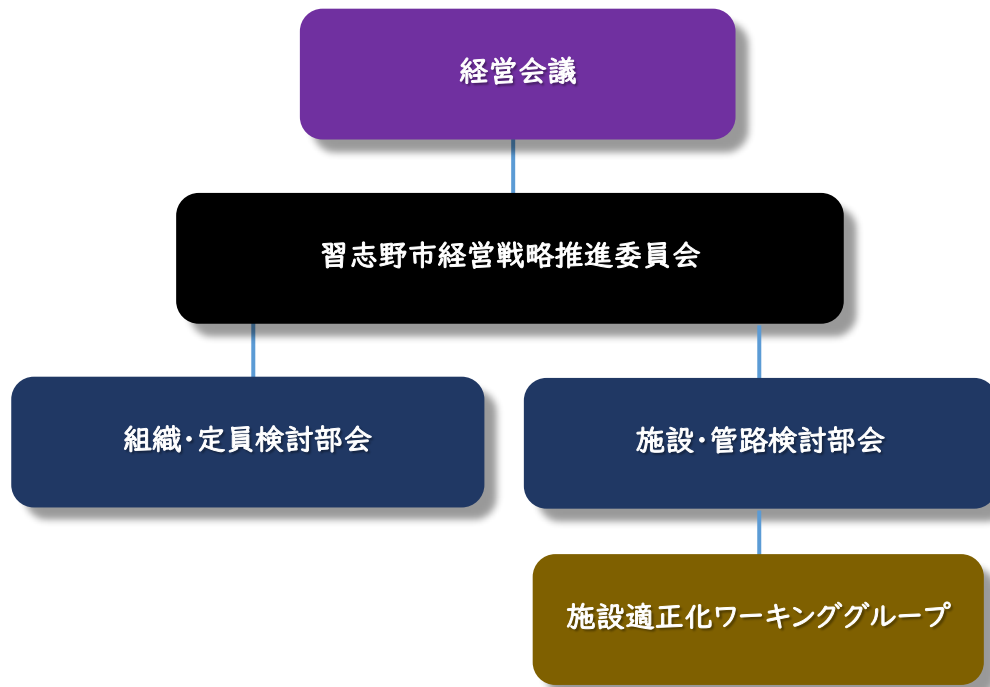 経営会議
習志野市経営戦略推進委員会
組織・定員検討部会
施設・管路検討部会
施設適正化ワーキンググループ